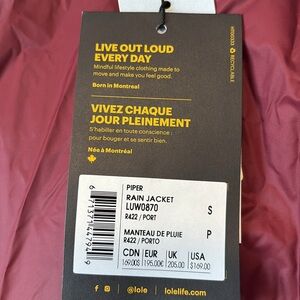 LIVE OUT LOUD
EVERY DAY
Mindful lifestyle clothing made to
move and make you feel good.
Born in Montreal
VIVEZ CHAQUE
JOUR PLEINEMENT
S'habiller en toute conscience :
pour bouger et se sentir bien.
Née à Montréal
RECYCLABLE
PIPER
RAIN JACKET
LUW0870
R422 / PORT
S
MANTEAU DE PLUIE
R422 / PORTO
P
CDN EUR UK USA
169.00$ 195.00€ 205.00 $169.00
@lole
lolelife.com